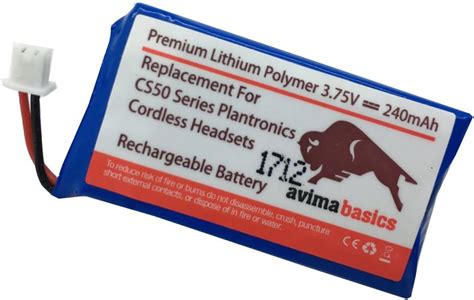 Premium Lithium Polymer 3.75V ⎓ 240mAh
Replacement For
CS50 Series Plantronics
Cordless Headsets
Rechargeable Battery
1712
avimabasics
To reduce risk of fire or burns do not disassemble, crush, puncture
short external contacts, or dispose of in fire or water.
CE